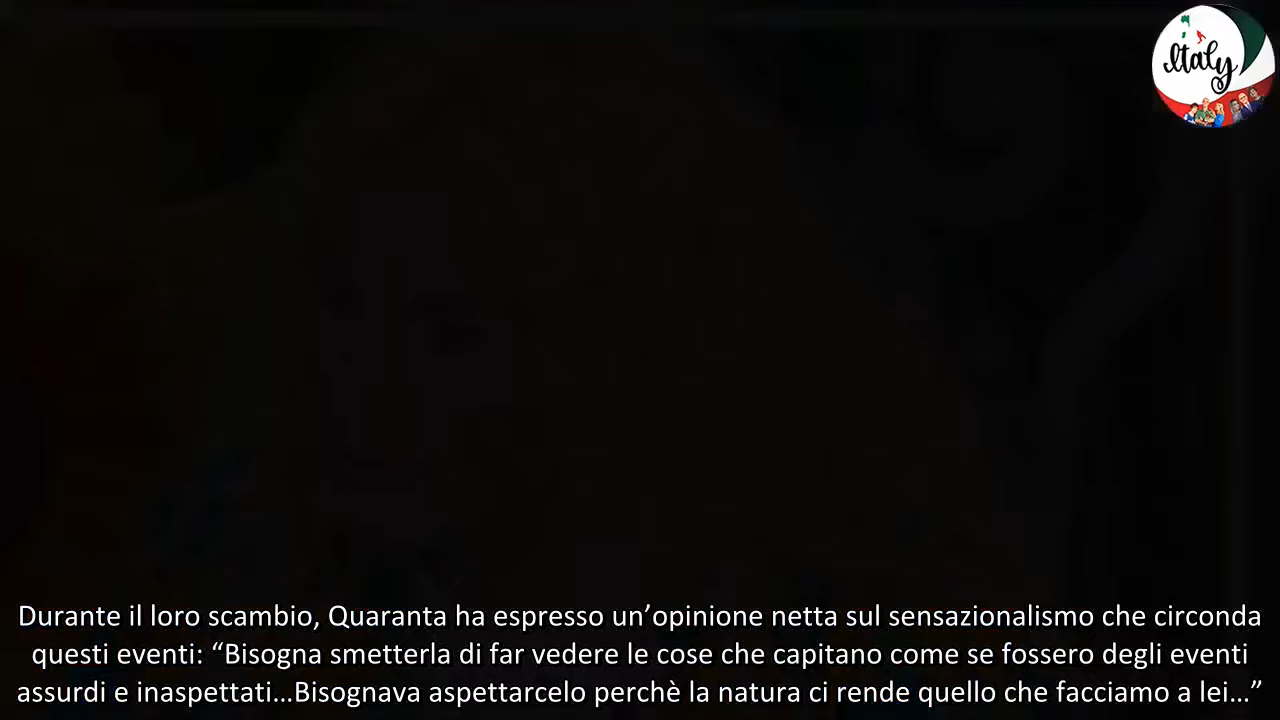 Italy
Durante il loro scambio, Quaranta ha espresso un’opinione netta sul sensazionalismo che circonda
questi eventi: “Bisogna smetterla di far vedere le cose che capitano come se fossero degli eventi
assurdi e inaspettati…Bisognava aspettarcelo perchè la natura ci rende quello che facciamo a lei…”